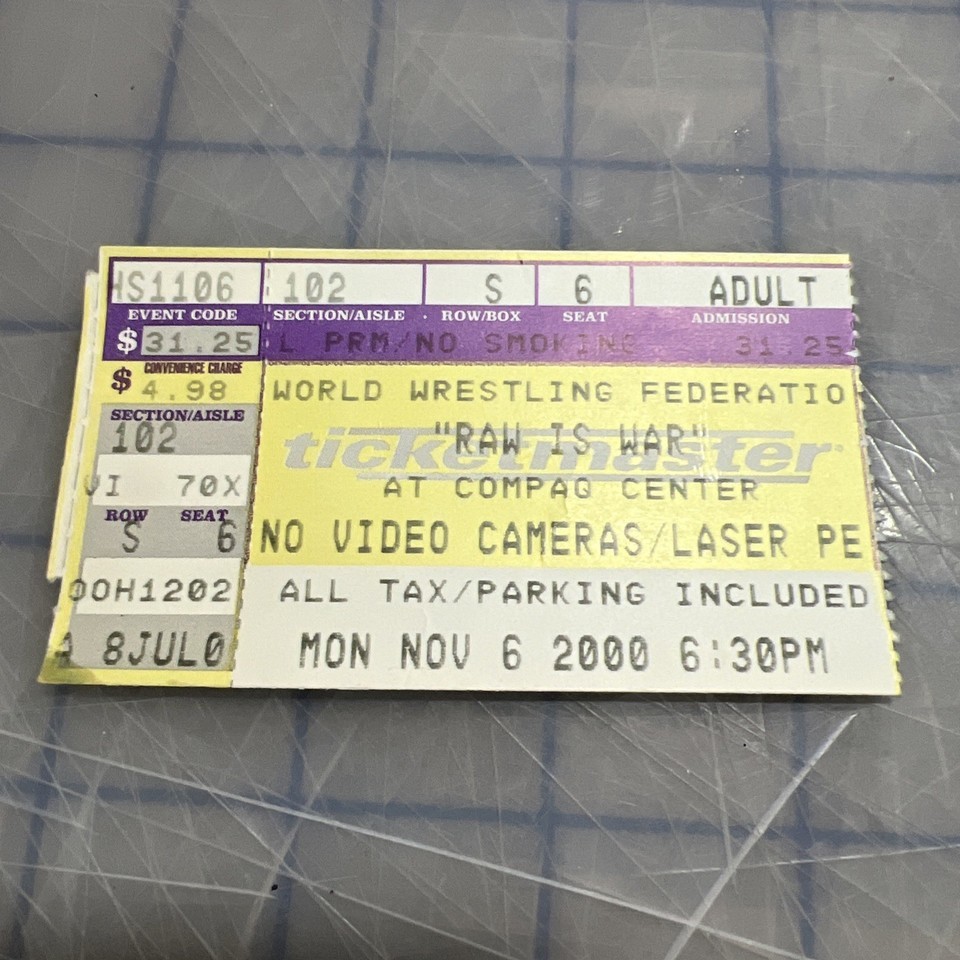 HS1106 102 S 6 ADULT
EVENT CODE SECTION/AISLE ROW/BOX SEAT ADMISSION
$ 31.25 L PRM/NO SMOKING 31.25
CONVENIENCE CHARGE
$ 4.98 WORLD WRESTLING FEDERATIO
SECTION/AISLE
102 "RAW IS WAR"
ticketmaster
VI 70X AT COMPAQ CENTER
ROW SEAT
S 6 NO VIDEO CAMERAS/LASER PE
OOH1202 ALL TAX/PARKING INCLUDED
A 8JUL0 MON NOV 6 2000 6:30PM